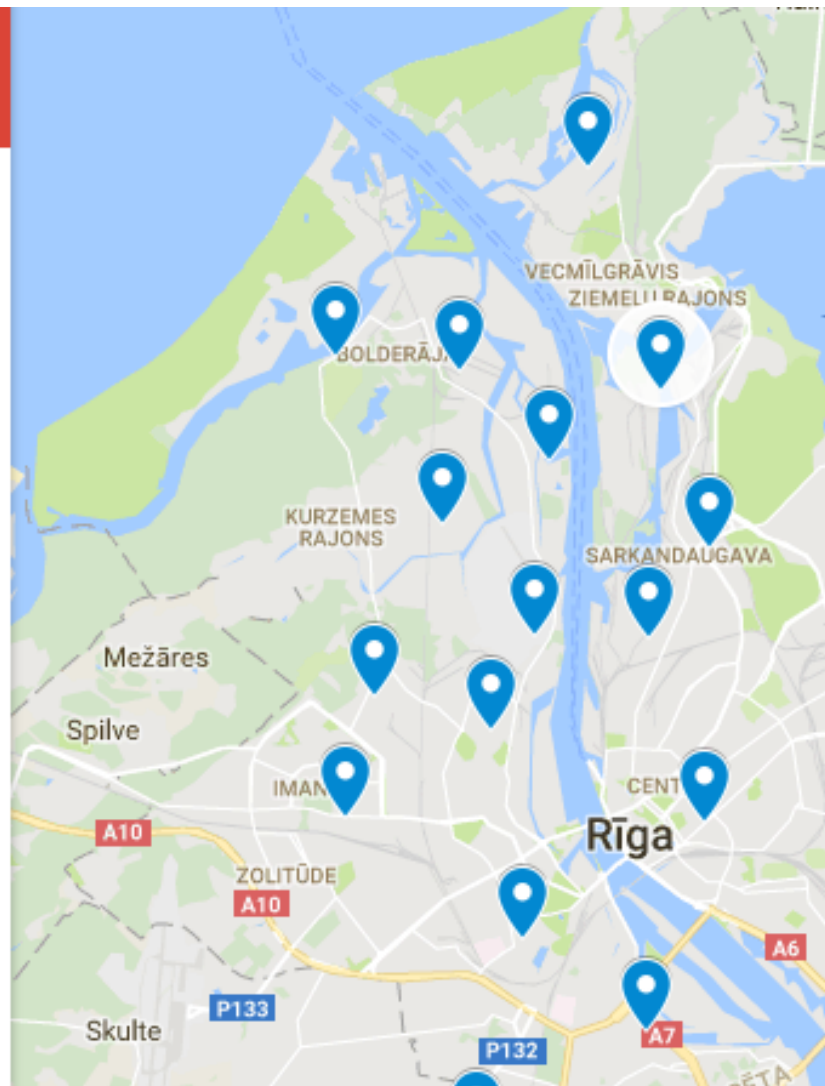 VECMĪLGRĀVIS
ZIEMEĻU RAJONS
BOLDERĀJA
KURZEMES
RAJONS
SARKANDAUGAVA
Mežāres
Spilve
IMAN
CENT
A10
Rīga
ZOLITŪDE
A10
A6
P133
Skulte
A7
P132